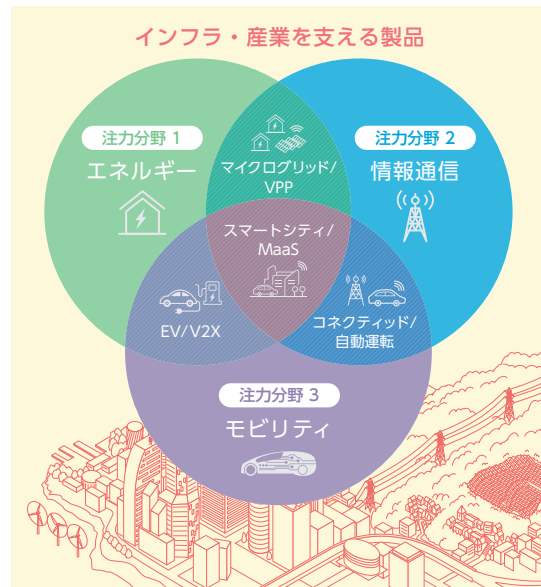 インフラ・産業を支える製品
注力分野 1
エネルギー
注力分野 2
情報通信
マイクログリッド/
VPP
スマートシティ/
MaaS
EV/V2X
コネクティッド/
自動運転
注力分野 3
モビリティ